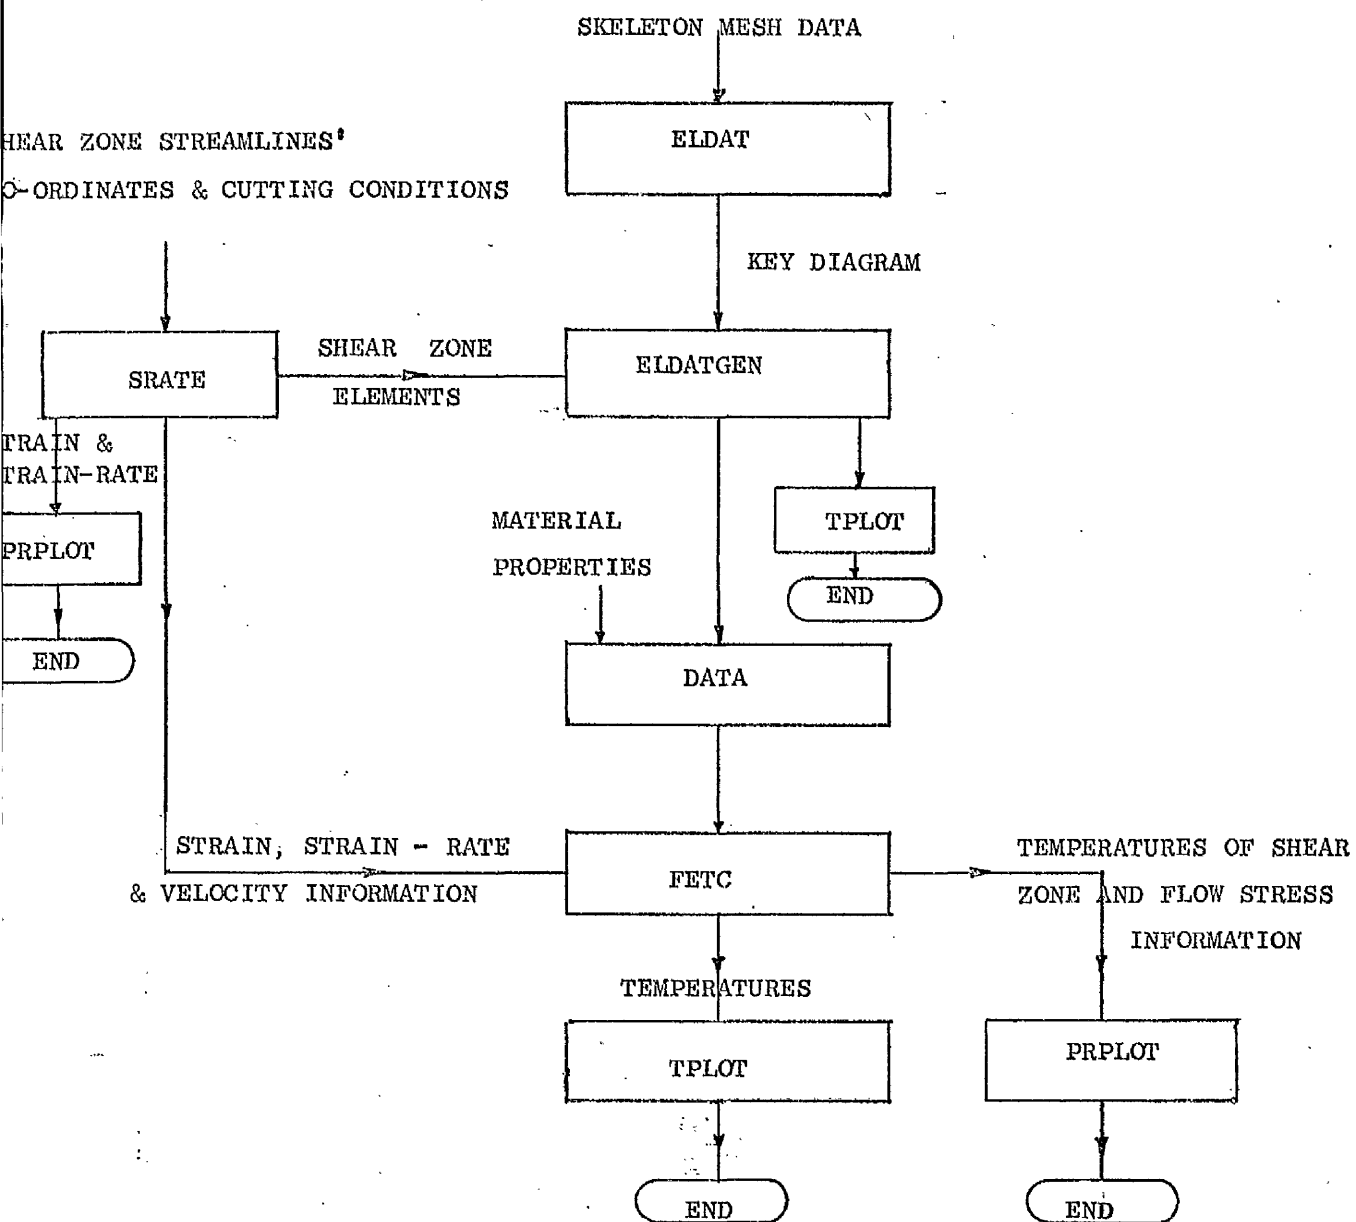 SKELETON MESH DATA
ELDAT
HEAR ZONE STREAMLINES'
O-ORDINATES & CUTTING CONDITIONS
KEY DIAGRAM
SHEAR ZONE
ELEMENTS
SRATE
ELDATGEN
TRAIN &
TRAIN-RATE
PRPLOT
END
MATERIAL
PROPERTIES
TPLOT
END
DATA
STRAIN, STRAIN - RATE
& VELOCITY INFORMATION
FETC
TEMPERATURES OF SHEAR
ZONE AND FLOW STRESS
INFORMATION
TEMPERATURES
TPLOT
PRPLOT
END
END